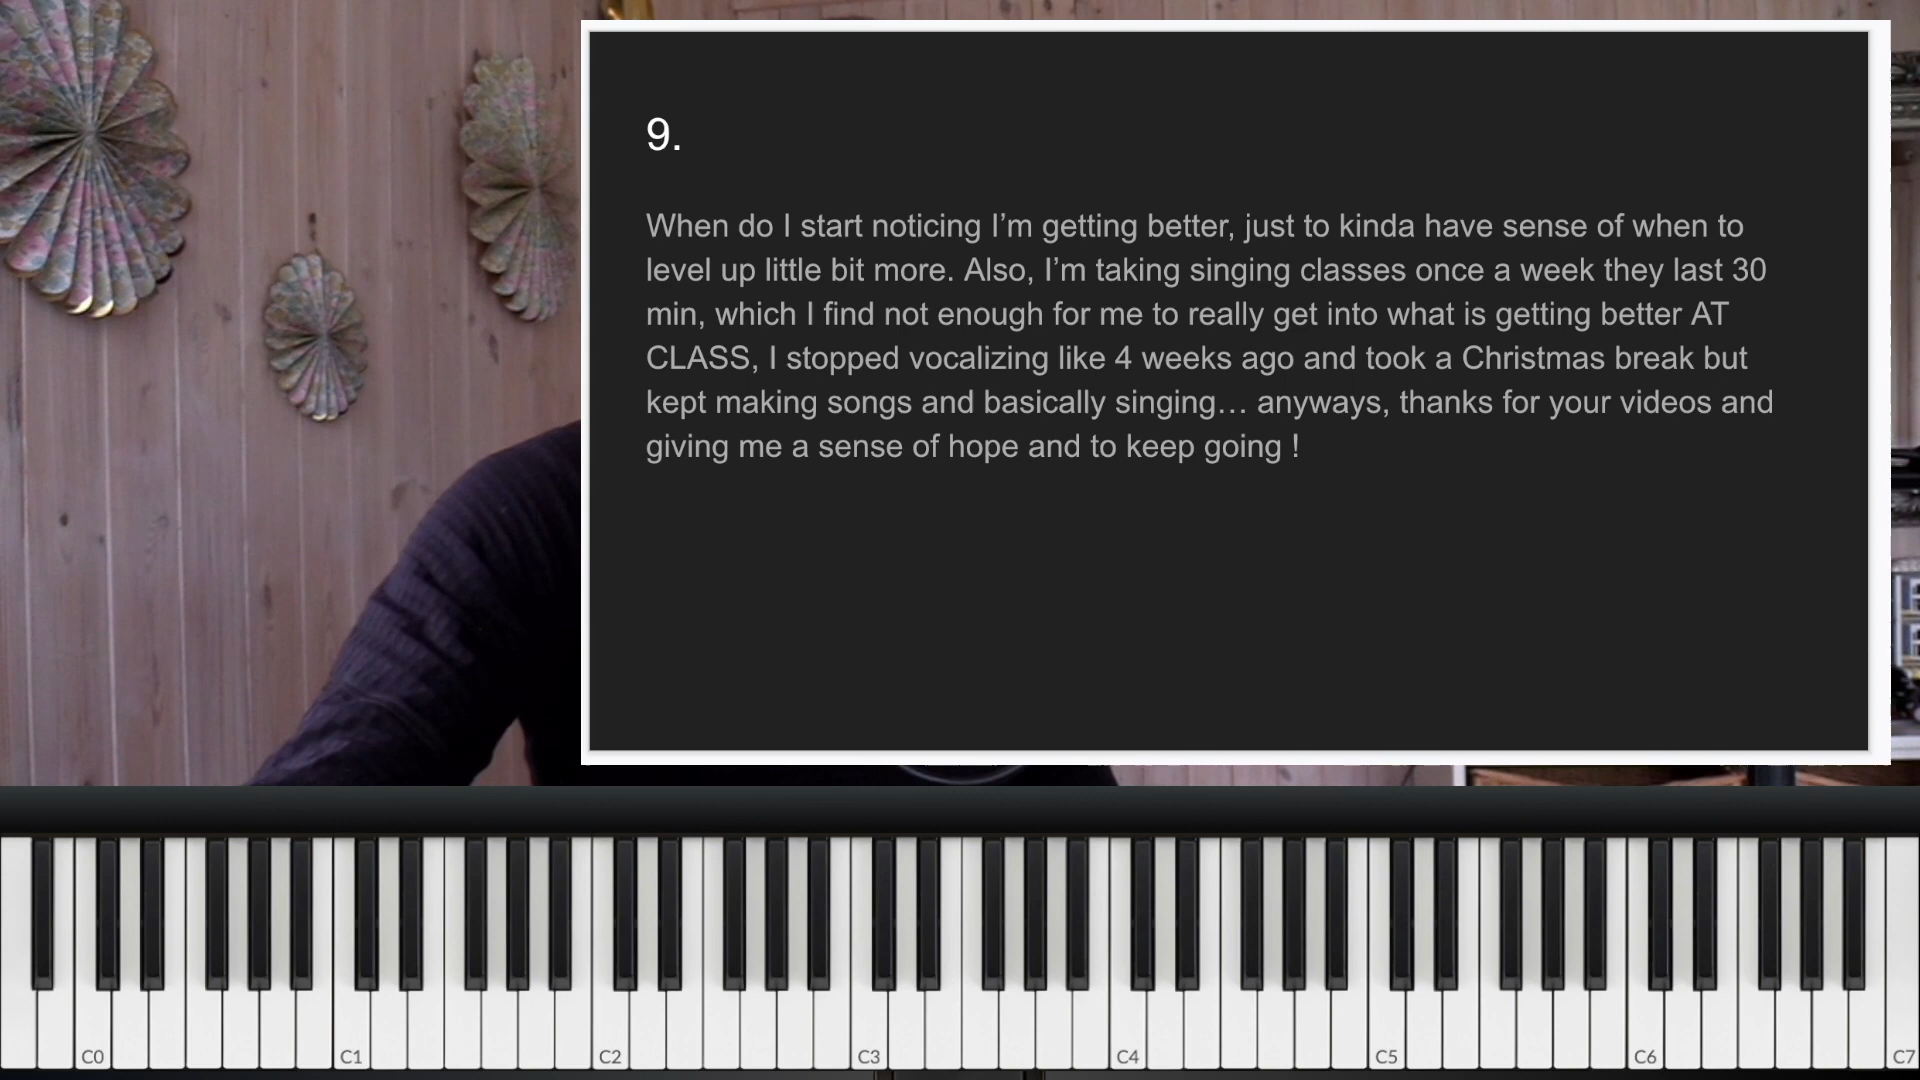 9.
When do I start noticing I’m getting better, just to kinda have sense of when to
level up little bit more. Also, I’m taking singing classes once a week they last 30
min, which I find not enough for me to really get into what is getting better AT
CLASS, I stopped vocalizing like 4 weeks ago and took a Christmas break but
kept making songs and basically singing… anyways, thanks for your videos and
giving me a sense of hope and to keep going !
C0 C1 C2 C3 C4 C5 C6 C7